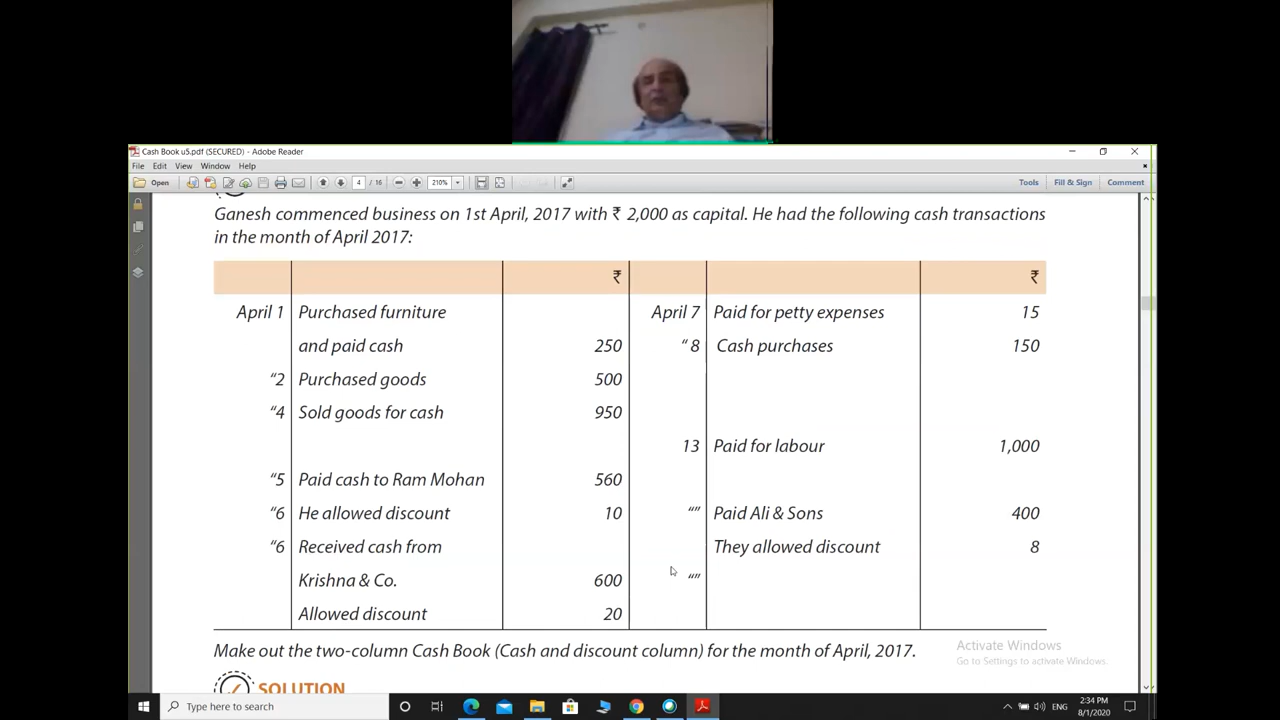 Cash Book u5.pdf (SECURED) - Adobe Reader
File Edit View Window Help
Open 4 / 16 210% Tools Fill & Sign Comment
Ganesh commenced business on 1st April, 2017 with ₹ 2,000 as capital. He had the following cash transactions
in the month of April 2017:
₹ ₹
April 1 Purchased furniture April 7 Paid for petty expenses 15
and paid cash 250 “ 8 Cash purchases 150
“2 Purchased goods 500
“4 Sold goods for cash 950
13 Paid for labour 1,000
“5 Paid cash to Ram Mohan 560
“6 He allowed discount 10 “” Paid Ali & Sons 400
“6 Received cash from They allowed discount 8
Krishna & Co. 600 “”
Allowed discount 20
Make out the two-column Cash Book (Cash and discount column) for the month of April, 2017.
Activate Windows
Go to Settings to activate Windows.
SOLUTION
Type here to search
ENG
2:34 PM
8/1/2020